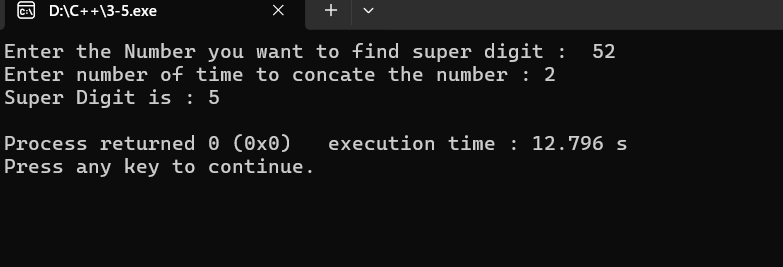 D:\C++\3-5.exe
Enter the Number you want to find super digit :  52
Enter number of time to concate the number : 2
Super Digit is : 5
Process returned 0 (0x0)   execution time : 12.796 s
Press any key to continue.